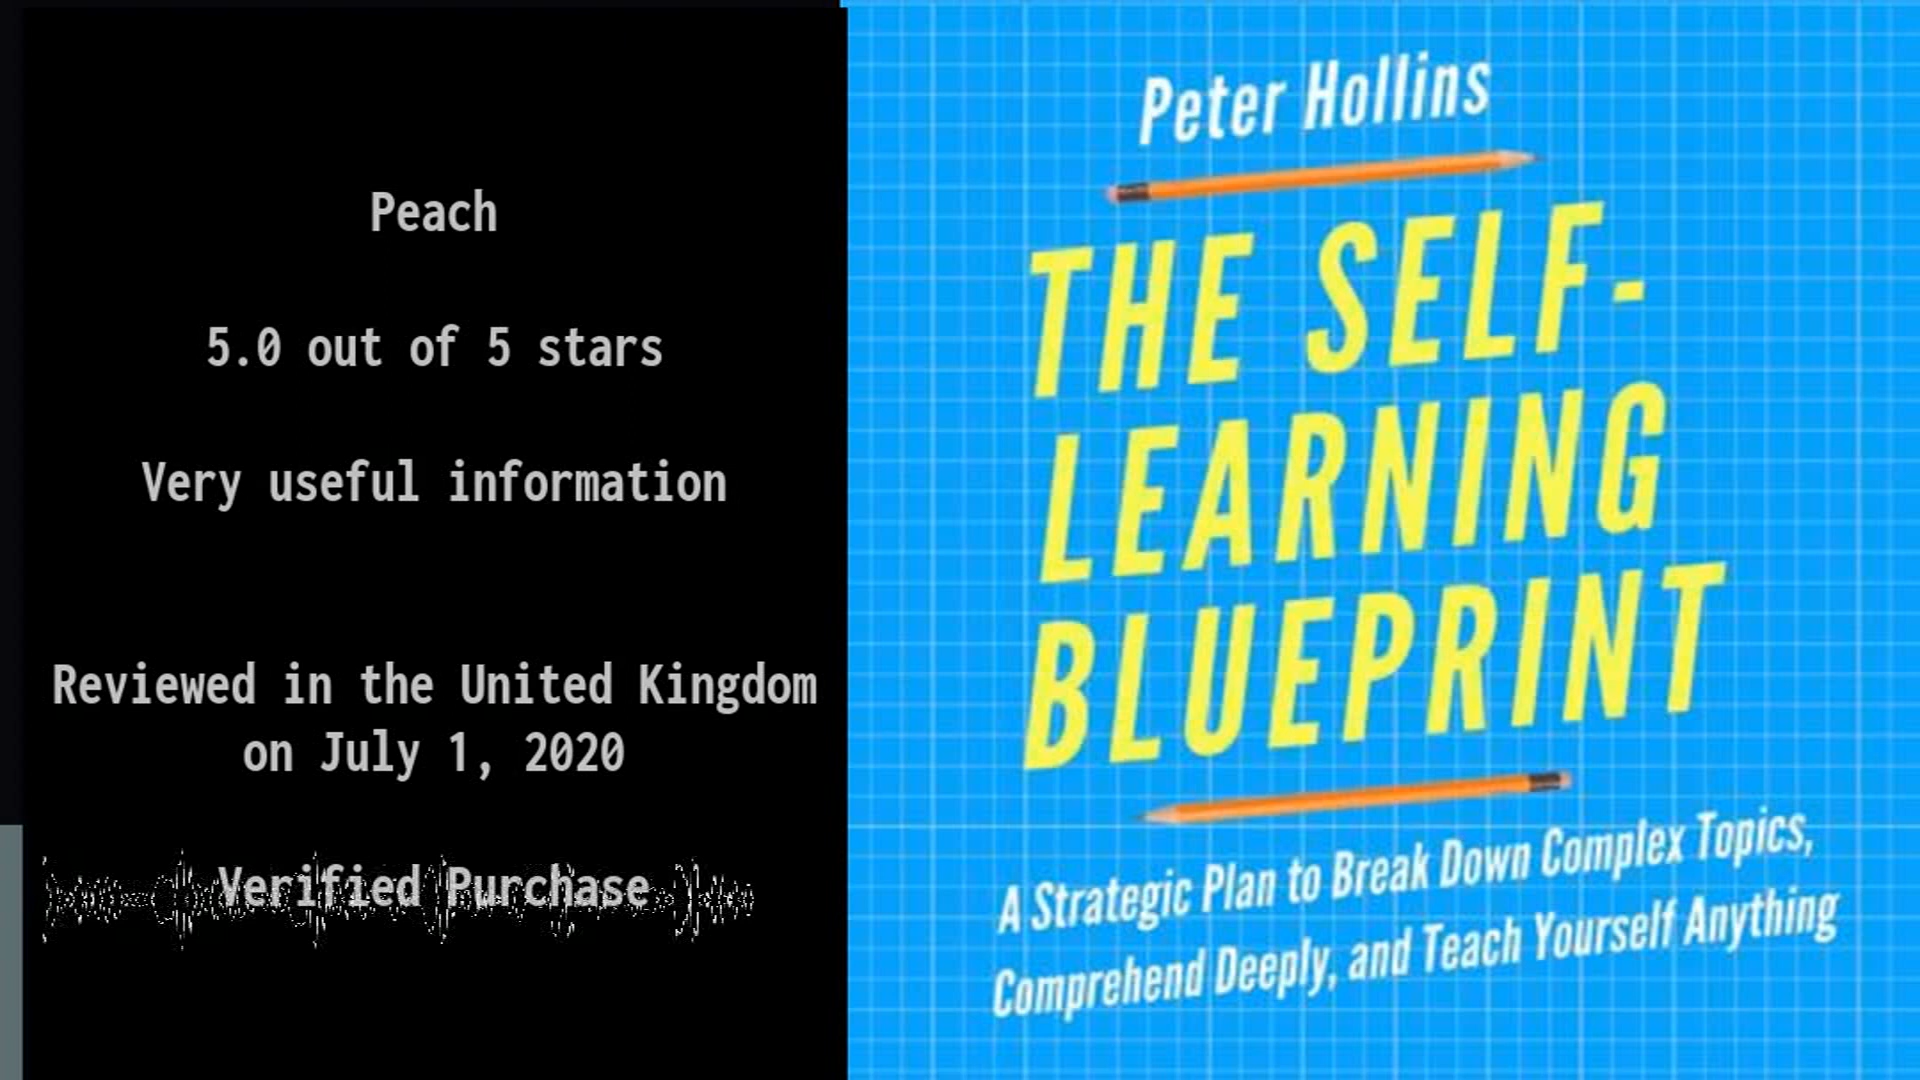 Peach
5.0 out of 5 stars
Very useful information
Reviewed in the United Kingdom
on July 1, 2020
Verified Purchase
Peter Hollins
THE SELF-
LEARNING
BLUEPRINT
A Strategic Plan to Break Down Complex Topics,
Comprehend Deeply, and Teach Yourself Anything